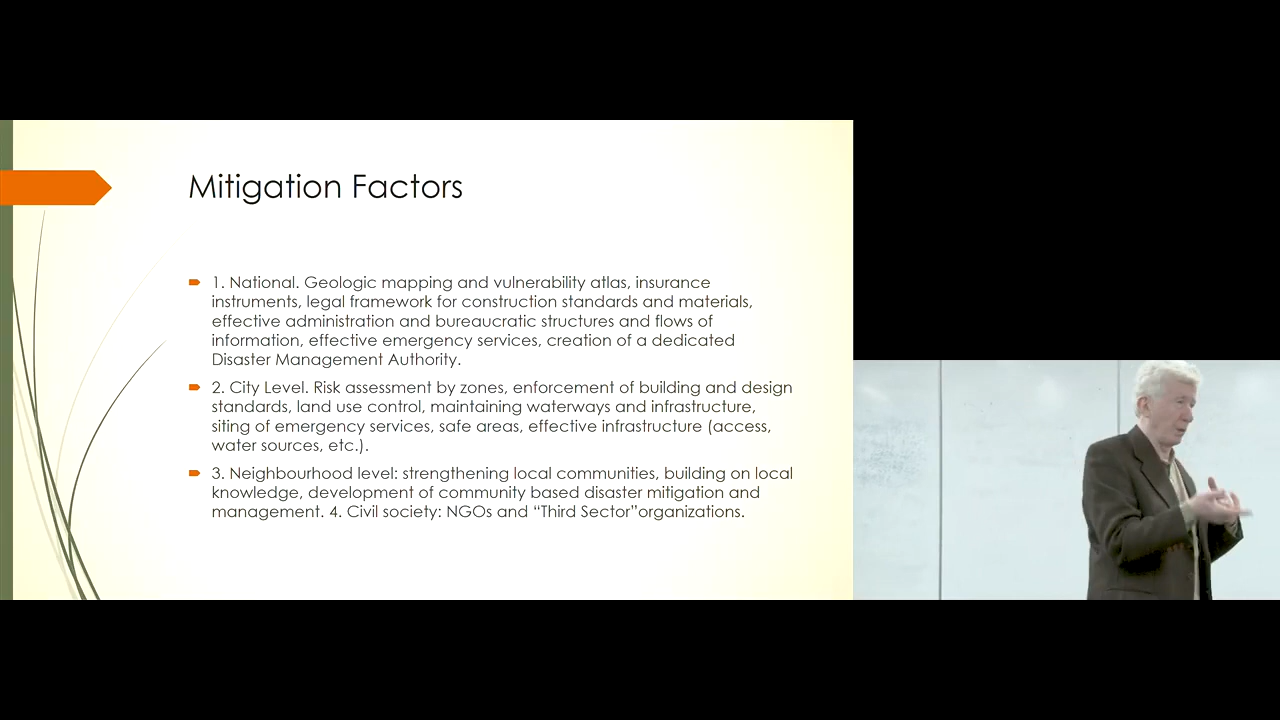 Mitigation Factors
1. National. Geologic mapping and vulnerability atlas, insurance
instruments, legal framework for construction standards and materials,
effective administration and bureaucratic structures and flows of
information, effective emergency services, creation of a dedicated
Disaster Management Authority.
2. City Level. Risk assessment by zones, enforcement of building and design
standards, land use control, maintaining waterways and infrastructure,
siting of emergency services, safe areas, effective infrastructure (access,
water sources, etc.).
3. Neighbourhood level: strengthening local communities, building on local
knowledge, development of community based disaster mitigation and
management. 4. Civil society: NGOs and “Third Sector”organizations.